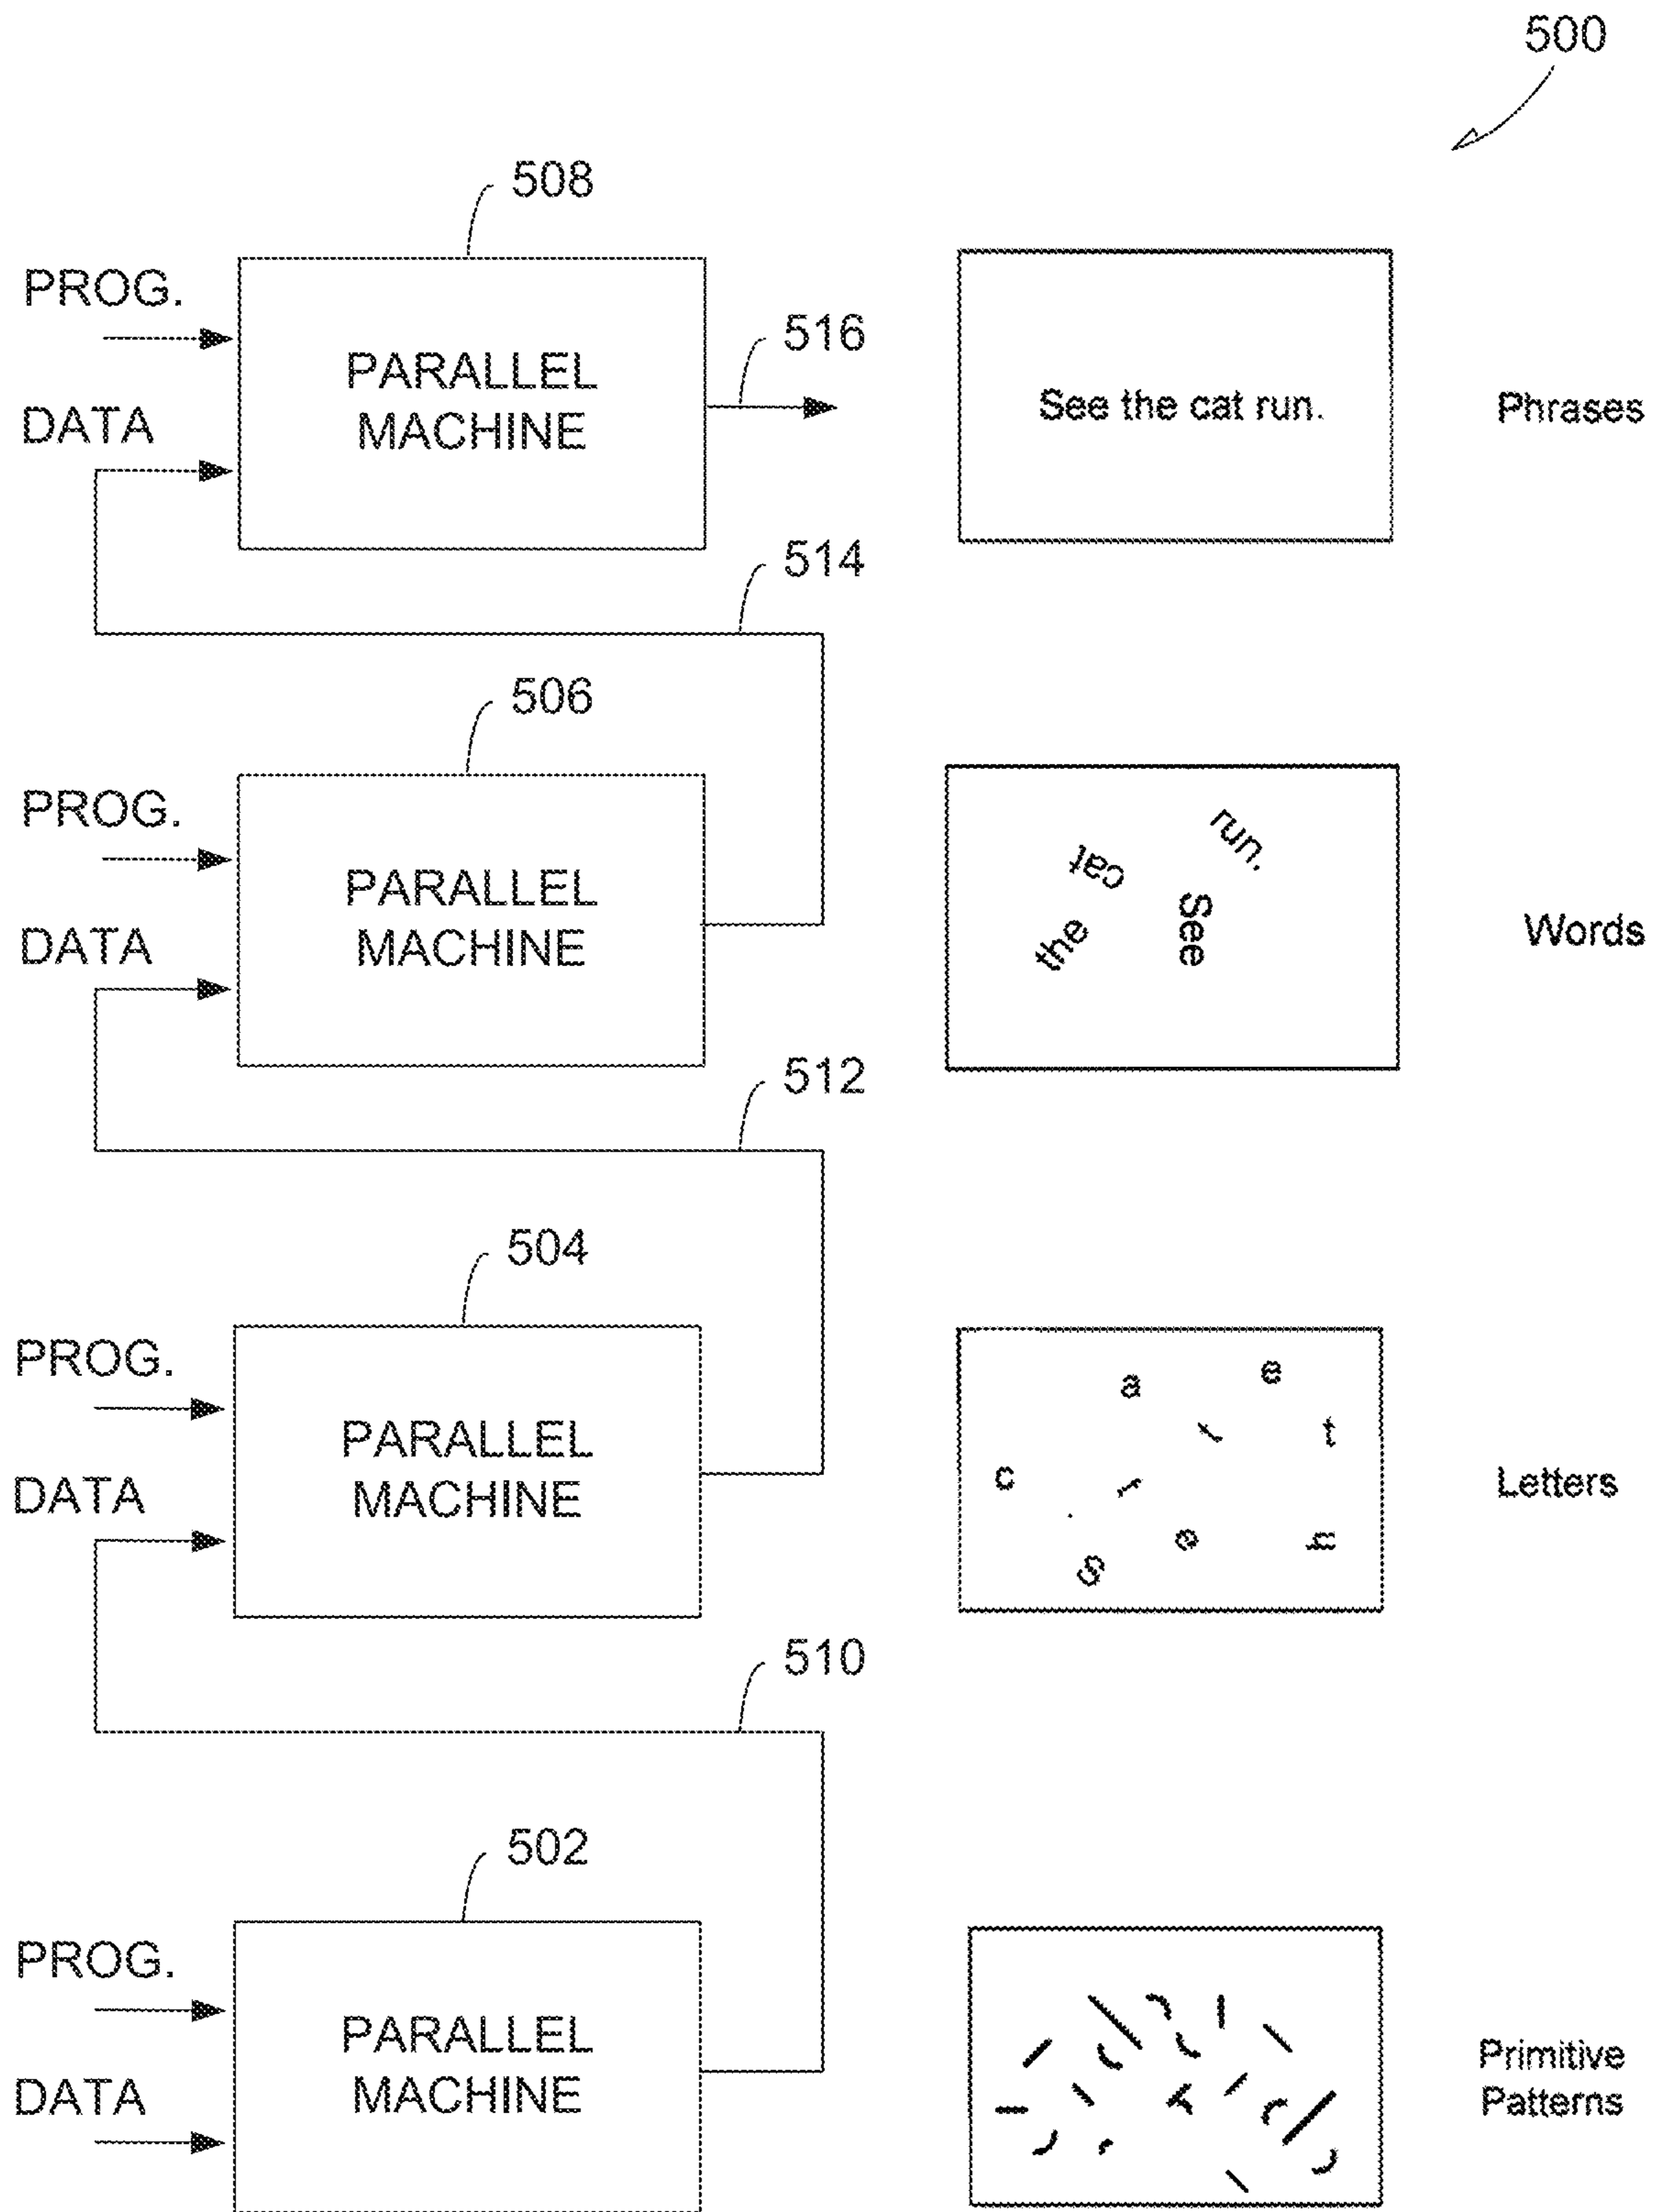 500
508
PROG.
DATA
PARALLEL
MACHINE
516
See the cat run.
Phrases
514
506
PROG.
DATA
PARALLEL
MACHINE
run.
cat
the
See
Words
512
504
PROG.
DATA
PARALLEL
MACHINE
a
e
t
c
r
.
e
h
S
Letters
510
502
PROG.
DATA
PARALLEL
MACHINE
Primitive
Patterns